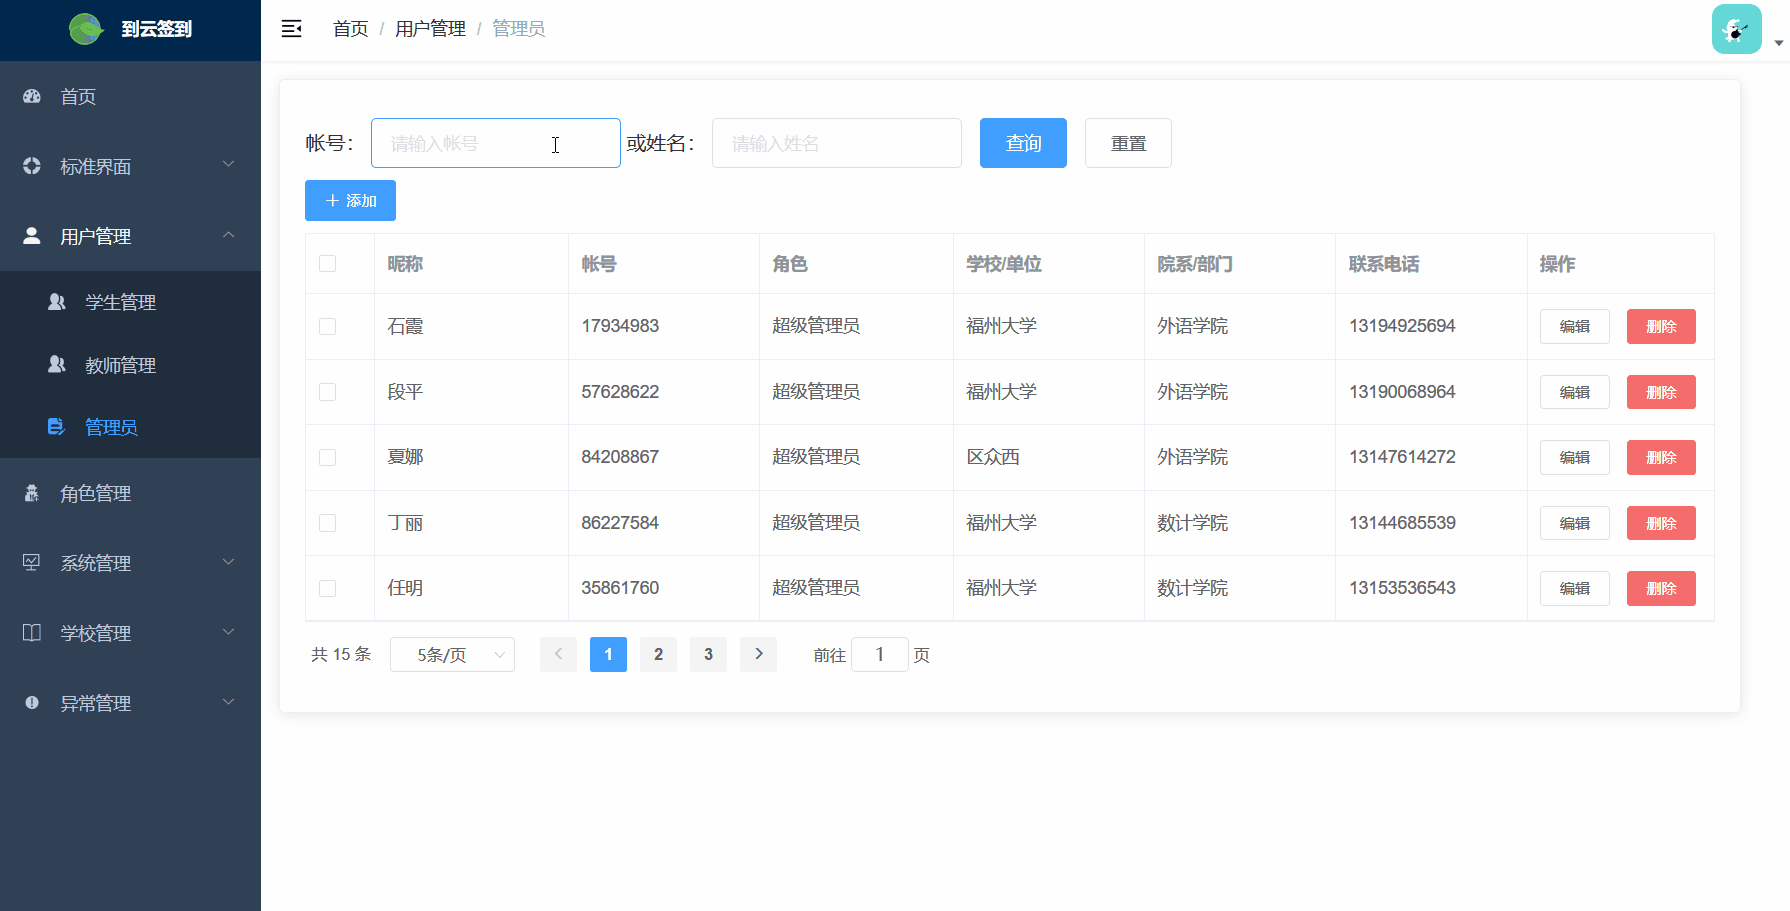 到云签到
首页
标准界面
用户管理
学生管理
教师管理
管理员
角色管理
系统管理
学校管理
异常管理
首页 / 用户管理 / 管理员
帐号： 请输入帐号 或姓名： 请输入姓名 查询 重置
添加
昵称 帐号 角色 学校/单位 院系/部门 联系电话 操作
石霞 17934983 超级管理员 福州大学 外语学院 13194925694 编辑 删除
段平 57628622 超级管理员 福州大学 外语学院 13190068964 编辑 删除
夏娜 84208867 超级管理员 区众西 外语学院 13147614272 编辑 删除
丁丽 86227584 超级管理员 福州大学 数计学院 13144685539 编辑 删除
任明 35861760 超级管理员 福州大学 数计学院 13153536543 编辑 删除
共 15 条 5条/页 1 2 3 前往 1 页